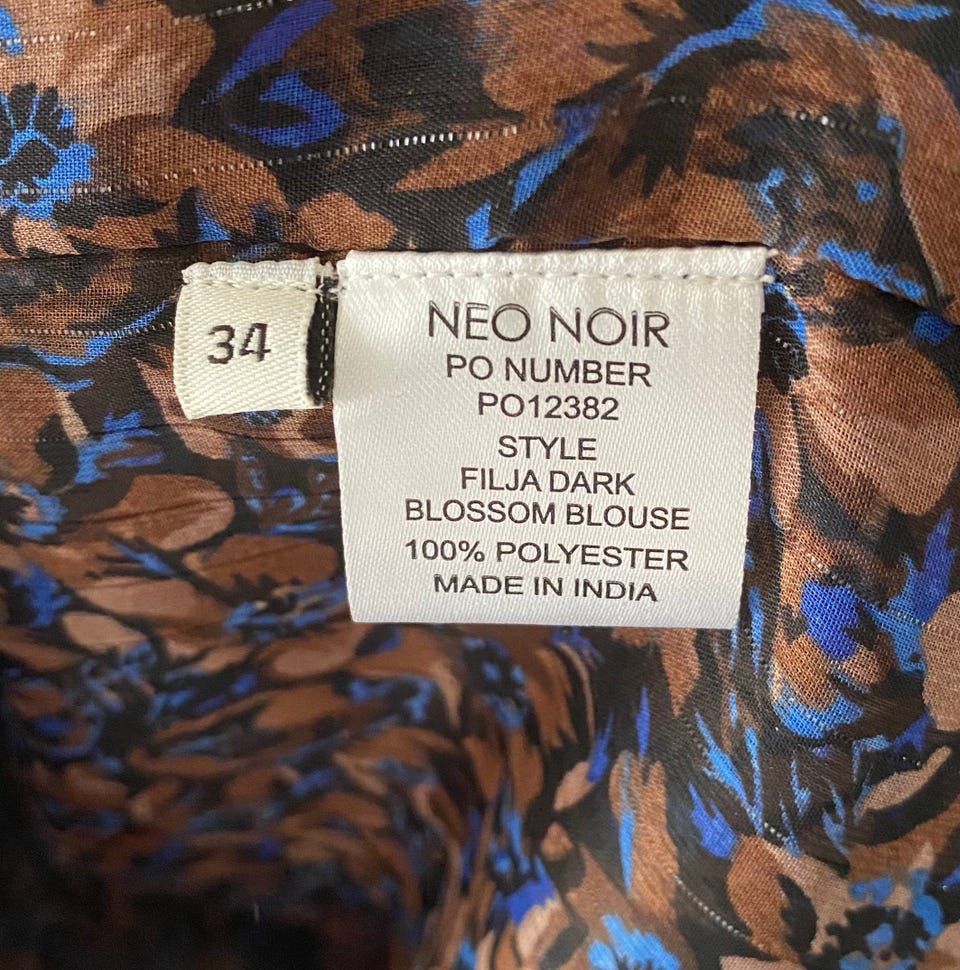 34
NEO NOIR
PO NUMBER
PO12382
STYLE
FILJA DARK
BLOSSOM BLOUSE
100% POLYESTER
MADE IN INDIA